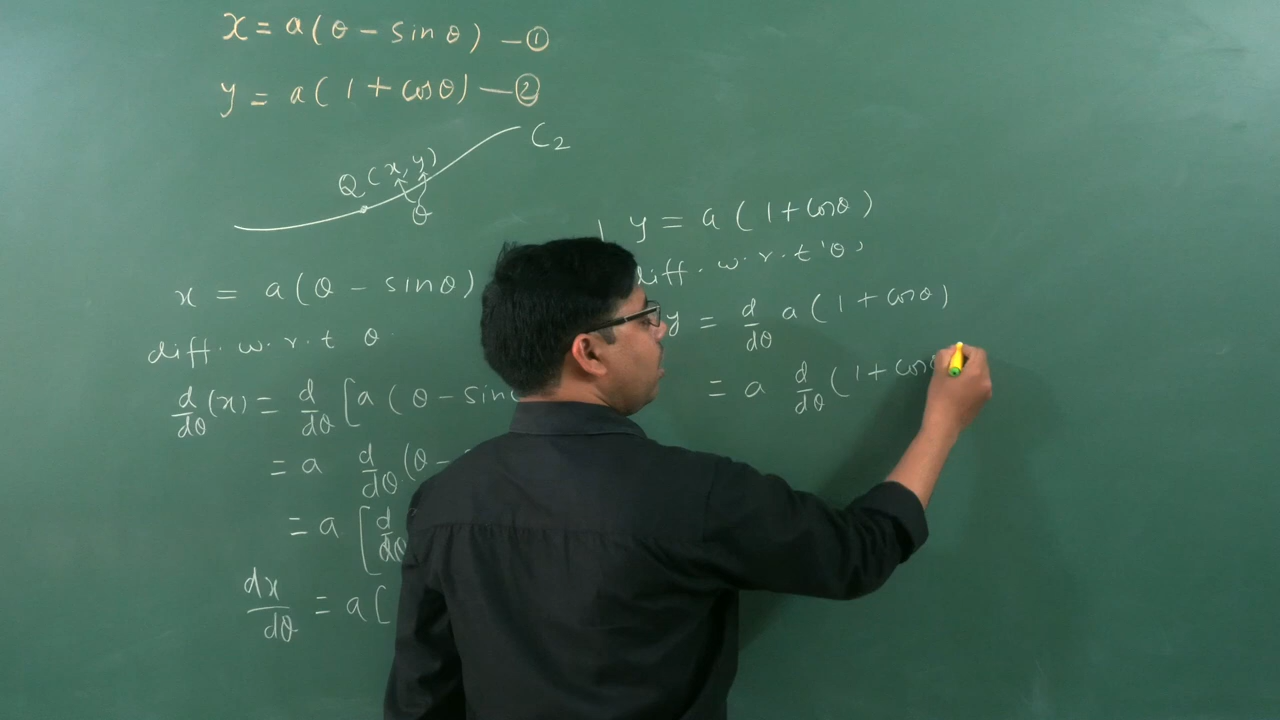 x = a(θ - sinθ) - ①
y = a(1 + cosθ) - ②
C₂
Q(x, y)
θ
x = a(θ - sinθ)
diff. w.r.t θ.
d/dθ (x) = d/dθ [a(θ - sin
= a d/dθ (θ -
= a [d/dθ
dx/dθ = a[
y = a(1 + cosθ)
diff. w.r.t 'θ'
y = d/dθ a(1 + cosθ)
= a d/dθ (1 + cosθ